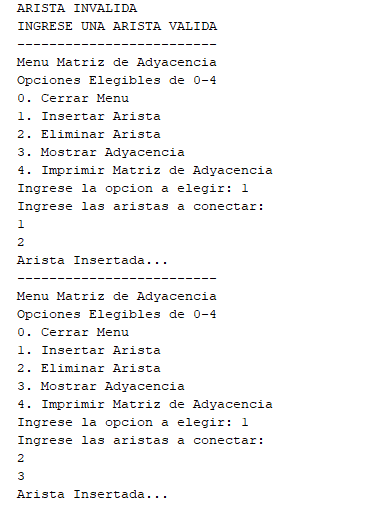 ARISTA INVALIDA
INGRESE UNA ARISTA VALIDA
-------------------------
Menu Matriz de Adyacencia
Opciones Elegibles de 0-4
0. Cerrar Menu
1. Insertar Arista
2. Eliminar Arista
3. Mostrar Adyacencia
4. Imprimir Matriz de Adyacencia
Ingrese la opcion a elegir: 1
Ingrese las aristas a conectar:
1
2
Arista Insertada...
-------------------------
Menu Matriz de Adyacencia
Opciones Elegibles de 0-4
0. Cerrar Menu
1. Insertar Arista
2. Eliminar Arista
3. Mostrar Adyacencia
4. Imprimir Matriz de Adyacencia
Ingrese la opcion a elegir: 1
Ingrese las aristas a conectar:
2
3
Arista Insertada...